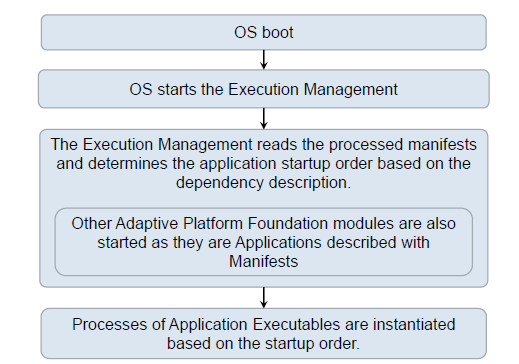 OS boot
OS starts the Execution Management
The Execution Management reads the processed manifests
and determines the application startup order based on the
dependency description.
Other Adaptive Platform Foundation modules are also
started as they are Applications described with
Manifests
Processes of Application Executables are instantiated
based on the startup order.